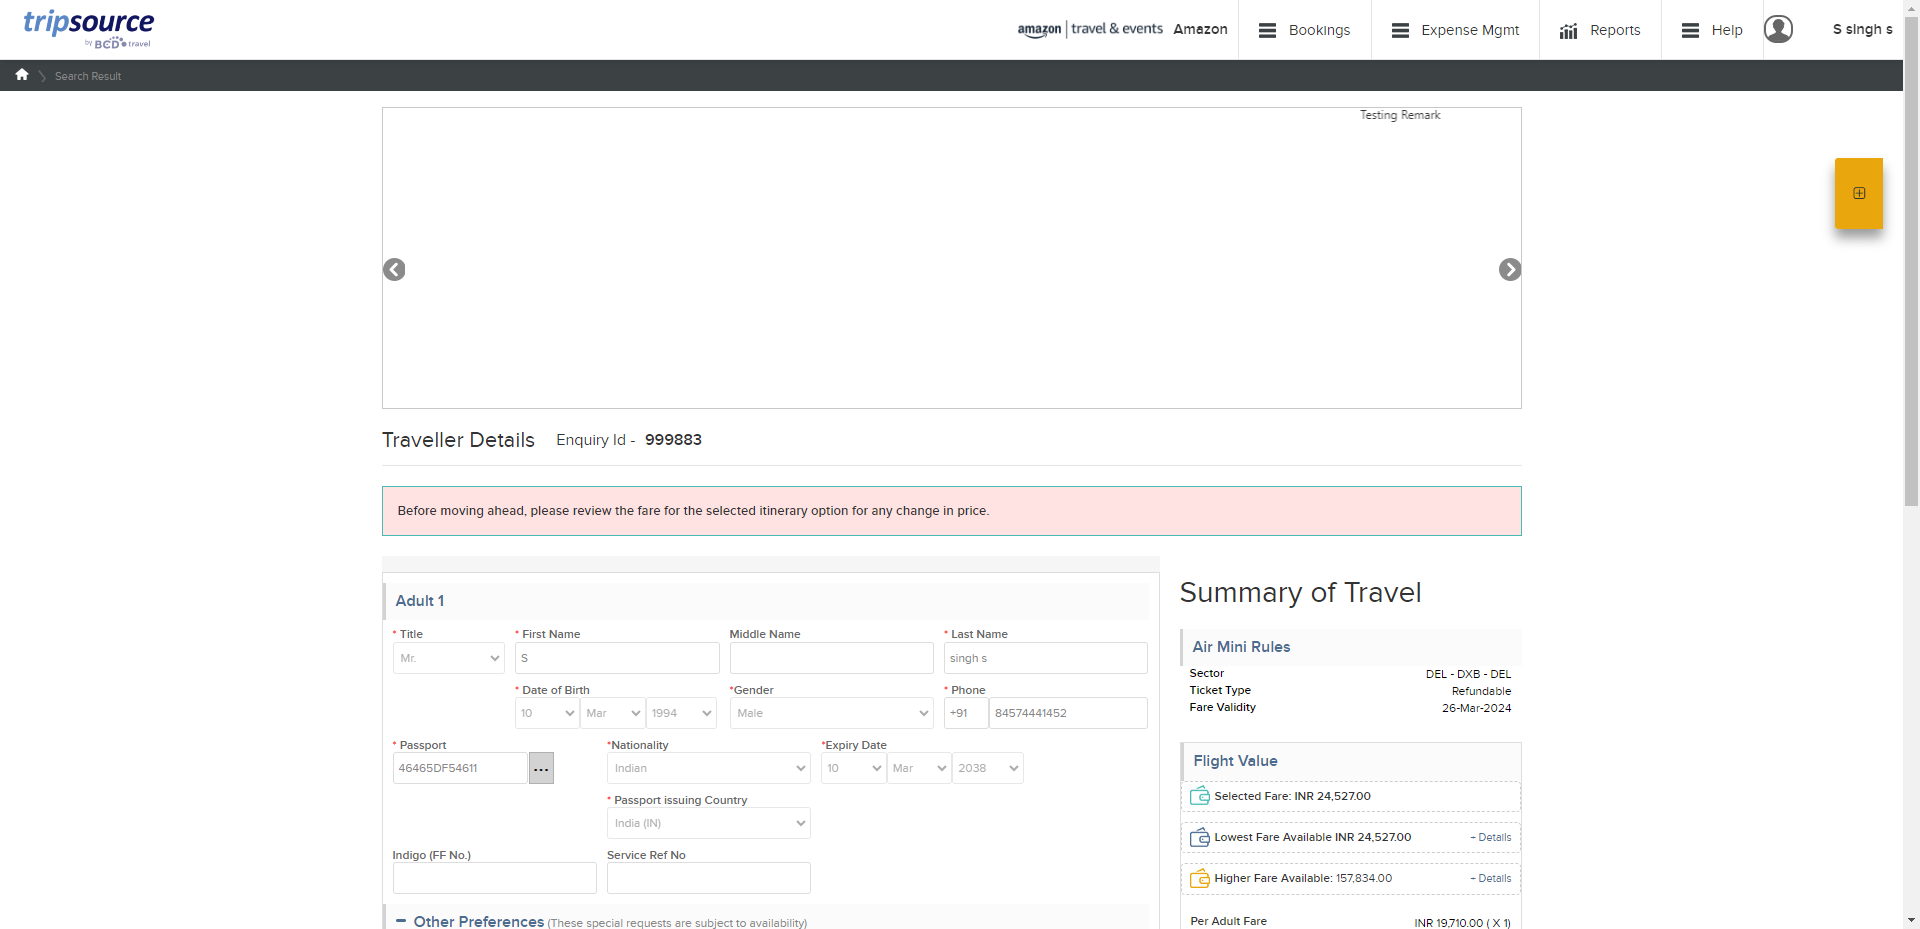 tripsource
by BCD travel
amazon | travel & events Amazon
Bookings
Expense Mgmt
Reports
Help
S singh s
Search Result
Testing Remark
Traveller Details Enquiry Id - 999883
Before moving ahead, please review the fare for the selected itinerary option for any change in price.
Adult 1
* Title * First Name Middle Name * Last Name
Mr. S singh s
* Date of Birth *Gender * Phone
10 Mar 1994 Male +91 84574441452
* Passport *Nationality *Expiry Date
46465DF54611 ... Indian 10 Mar 2038
* Passport issuing Country
India (IN)
Indigo (FF No.) Service Ref No
Other Preferences (These special requests are subject to availability)
Summary of Travel
Air Mini Rules
Sector DEL - DXB - DEL
Ticket Type Refundable
Fare Validity 26-Mar-2024
Flight Value
Selected Fare: INR 24,527.00
Lowest Fare Available INR 24,527.00 + Details
Higher Fare Available: 157,834.00 + Details
Per Adult Fare INR 19,710.00 ( X 1)